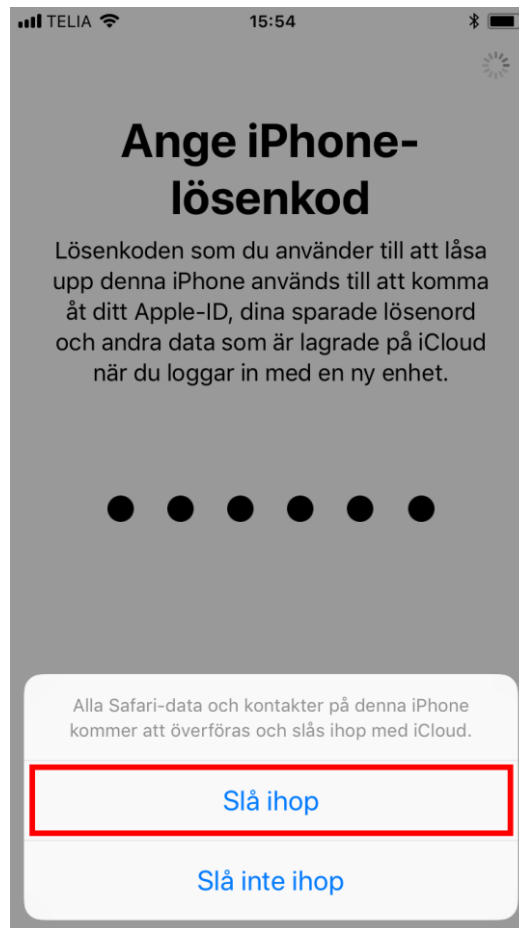 TELIA 15:54
Ange iPhone-
lösenkod
Lösenkoden som du använder till att låsa
upp denna iPhone används till att komma
åt ditt Apple-ID, dina sparade lösenord
och andra data som är lagrade på iCloud
när du loggar in med en ny enhet.
Alla Safari-data och kontakter på denna iPhone
kommer att överföras och slås ihop med iCloud.
Slå ihop
Slå inte ihop